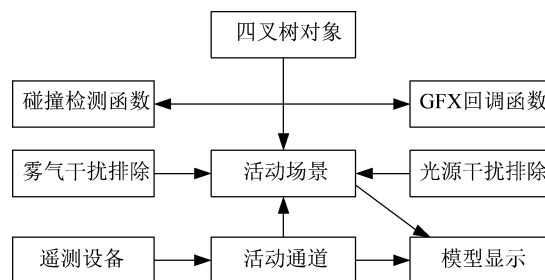 四叉树对象
碰撞检测函数
GFX回调函数
雾气干扰排除
活动场景
光源干扰排除
遥测设备
活动通道
模型显示